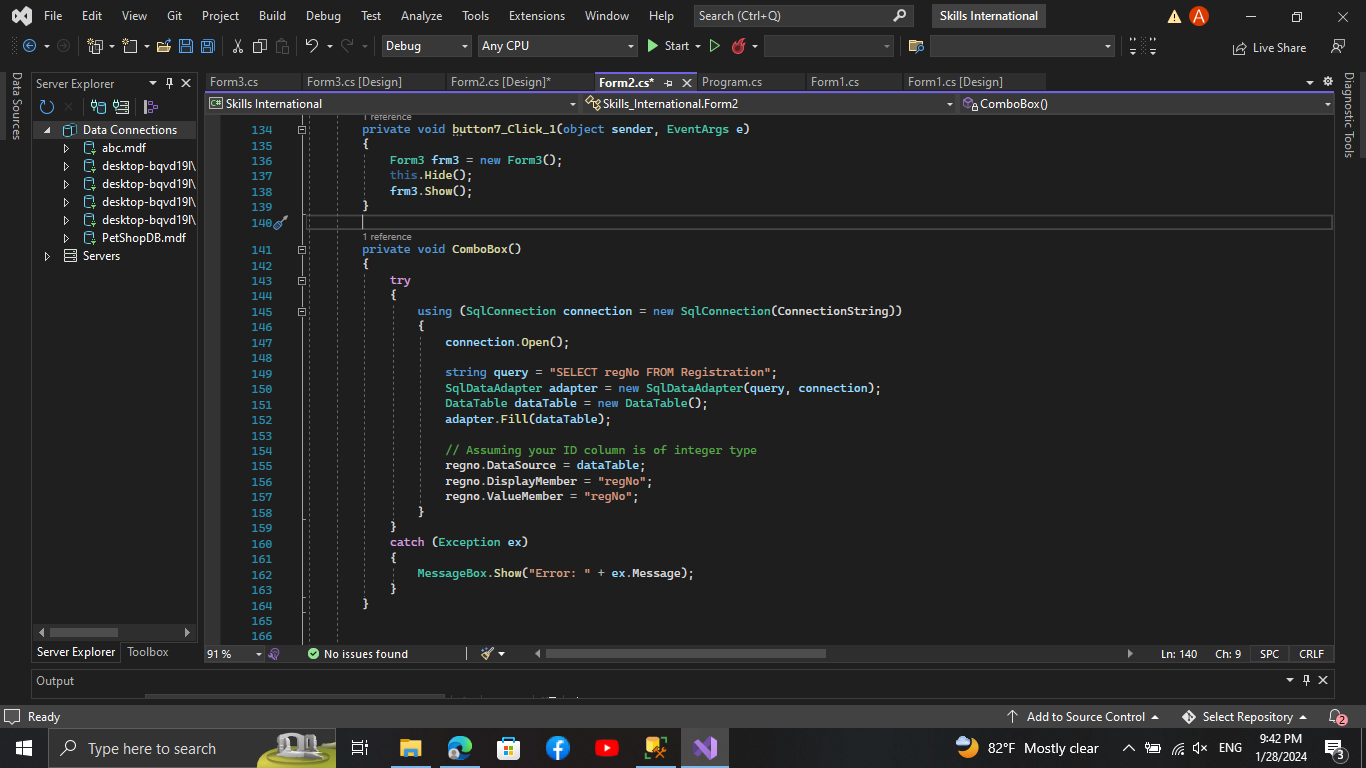 File Edit View Git Project Build Debug Test Analyze Tools Extensions Window Help Search (Ctrl+Q) Skills International
A
Debug Any CPU Start Live Share
Data Sources
Server Explorer
Data Connections
abc.mdf
desktop-bqvd19l\
desktop-bqvd19l\
desktop-bqvd19l\
desktop-bqvd19l\
PetShopDB.mdf
Servers
Server Explorer Toolbox
Form3.cs Form3.cs [Design] Form2.cs [Design]* Form2.cs* Program.cs Form1.cs Form1.cs [Design]
C# Skills International Skills_International.Form2 ComboBox()
Diagnostic Tools
1 reference
134 private void button7_Click_1(object sender, EventArgs e)
135 {
136 Form3 frm3 = new Form3();
137 this.Hide();
138 frm3.Show();
139 }
140
1 reference
141 private void ComboBox()
142 {
143 try
144 {
145 using (SqlConnection connection = new SqlConnection(ConnectionString))
146 {
147 connection.Open();
148
149 string query = "SELECT regNo FROM Registration";
150 SqlDataAdapter adapter = new SqlDataAdapter(query, connection);
151 DataTable dataTable = new DataTable();
152 adapter.Fill(dataTable);
153
154 // Assuming your ID column is of integer type
155 regno.DataSource = dataTable;
156 regno.DisplayMember = "regNo";
157 regno.ValueMember = "regNo";
158 }
159 }
160 catch (Exception ex)
161 {
162 MessageBox.Show("Error: " + ex.Message);
163 }
164 }
165
166
91 % No issues found Ln: 140 Ch: 9 SPC CRLF
Output
Ready Add to Source Control Select Repository 2
Type here to search 82°F Mostly clear ENG 9:42 PM
1/28/2024 3